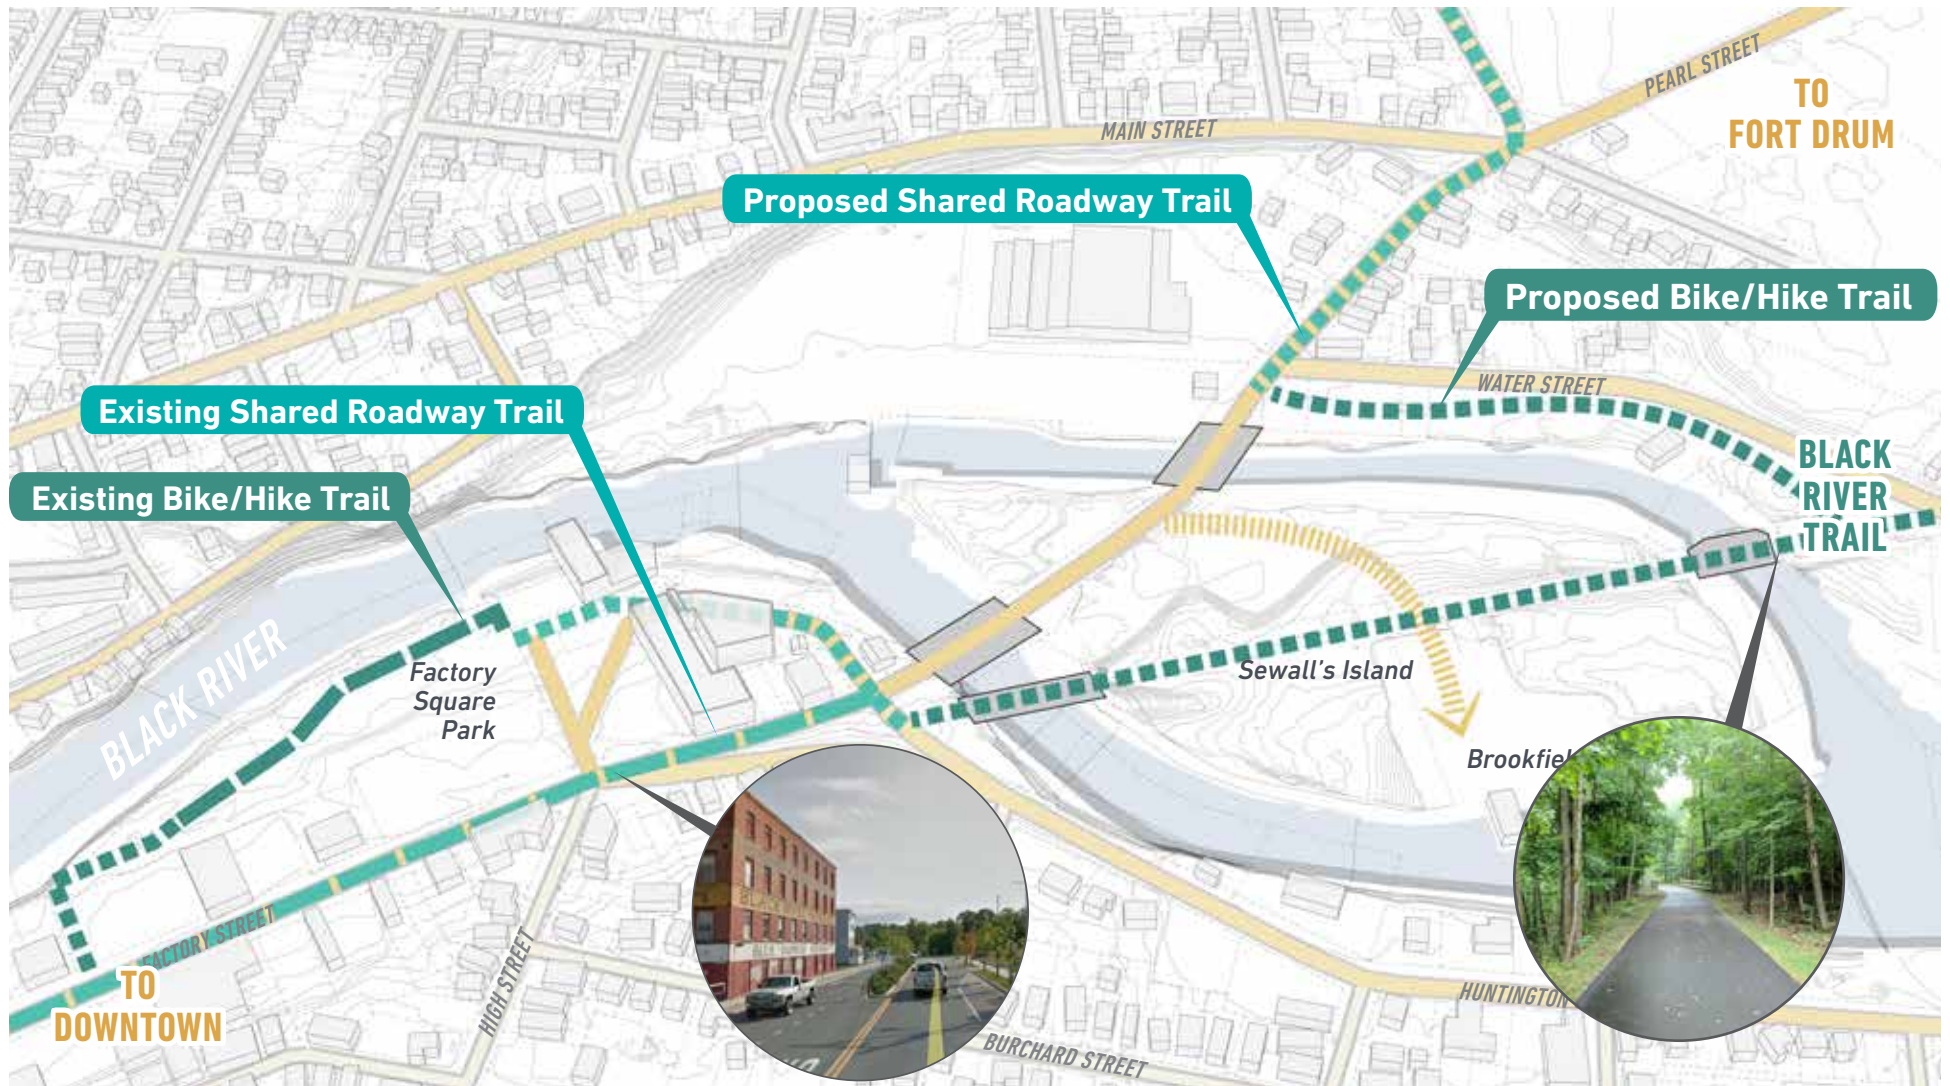 PEARL STREET
TO
FORT DRUM
MAIN STREET
Proposed Shared Roadway Trail
Proposed Bike/Hike Trail
WATER STREET
Existing Shared Roadway Trail
BLACK
RIVER
TRAIL
Existing Bike/Hike Trail
BLACK RIVER
Factory
Square
Park
Sewall's Island
Brookfiel
FACTORY STREET
TO
DOWNTOWN
HIGH STREET
HUNTINGTON
BURCHARD STREET